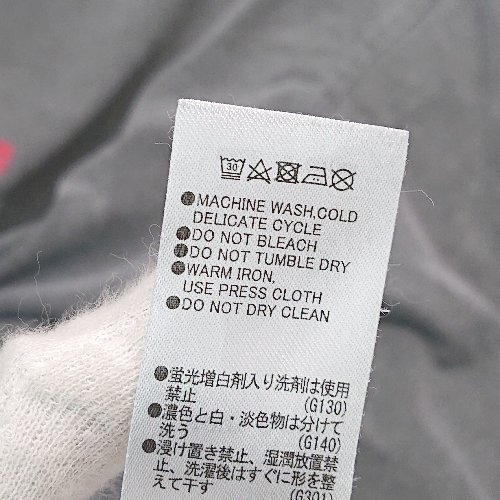 30
●MACHINE WASH,COLD
DELICATE CYCLE
●DO NOT BLEACH
●DO NOT TUMBLE DRY
●WARM IRON,
USE PRESS CLOTH
●DO NOT DRY CLEAN
●蛍光増白剤入り洗剤は使用
禁止 (G130)
●濃色と白・淡色物は分けて
洗う (G140)
●浸け置き禁止、湿潤放置禁
止、洗濯後はすぐに形を整
えて干す (G301)